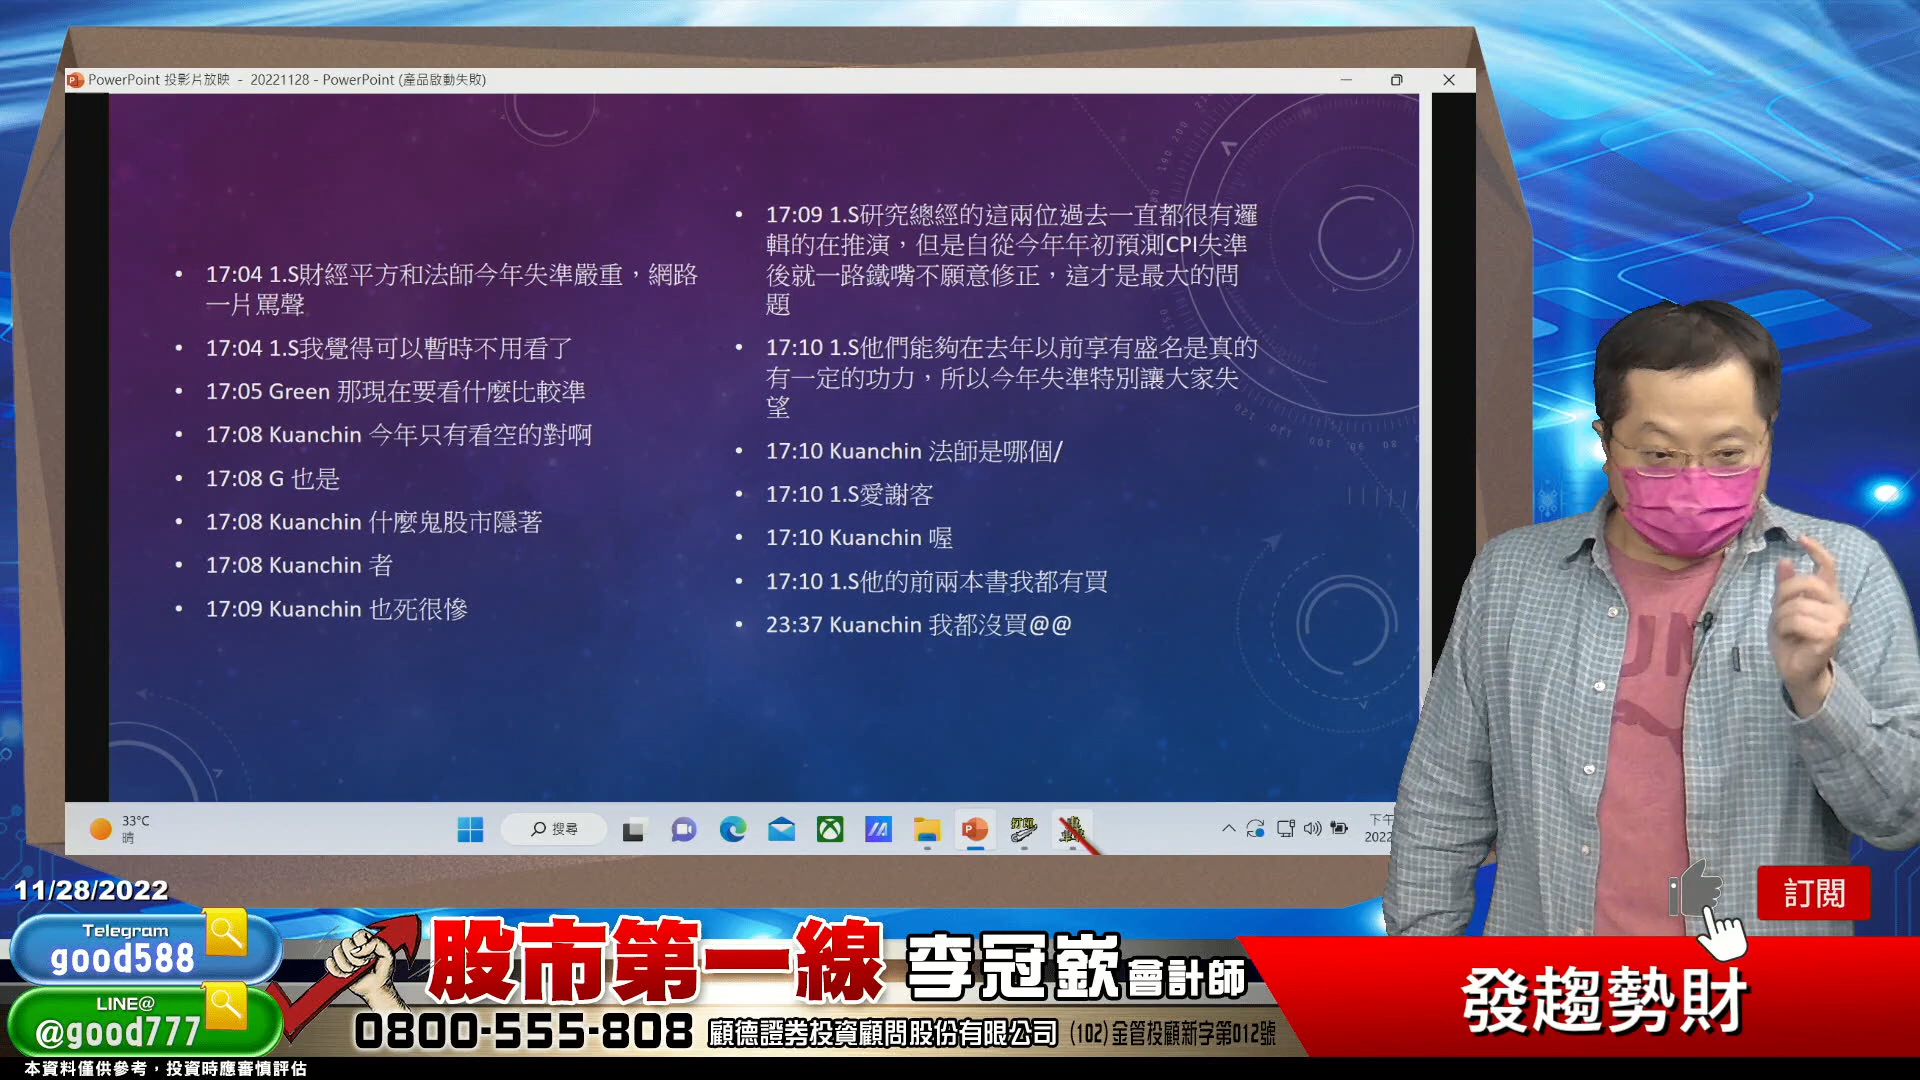 PowerPoint 投影片放映 - 20221128 - PowerPoint (產品啟動失敗)
17:04 1.S財經平方和法師今年失準嚴重，網路
一片罵聲
17:04 1.S我覺得可以暫時不用看了
17:05 Green 那現在要看什麼比較準
17:08 Kuanchin 今年只有看空的對啊
17:08 G 也是
17:08 Kuanchin 什麼鬼股市隱著
17:08 Kuanchin 者
17:09 Kuanchin 也死很慘
17:09 1.S研究總經的這兩位過去一直都很有邏
輯的在推演，但是自從今年年初預測CPI失準
後就一路鐵嘴不願意修正，這才是最大的問
題
17:10 1.S他們能夠在去年以前享有盛名是真的
有一定的功力，所以今年失準特別讓大家失
望
17:10 Kuanchin 法師是哪個/
17:10 1.S愛謝客
17:10 Kuanchin 喔
17:10 1.S他的前兩本書我都有買
23:37 Kuanchin 我都沒買@@
33°C
晴
搜尋
打印
下午
2022
11/28/2022
Telegram
good588
LINE@
@good777
本資料僅供參考，投資時應審慎評估
股市第一線 李冠嶔會計師
0800-555-808 顧德證券投資顧問股份有限公司 (102)金管投顧新字第012號
訂閱
發趨勢財